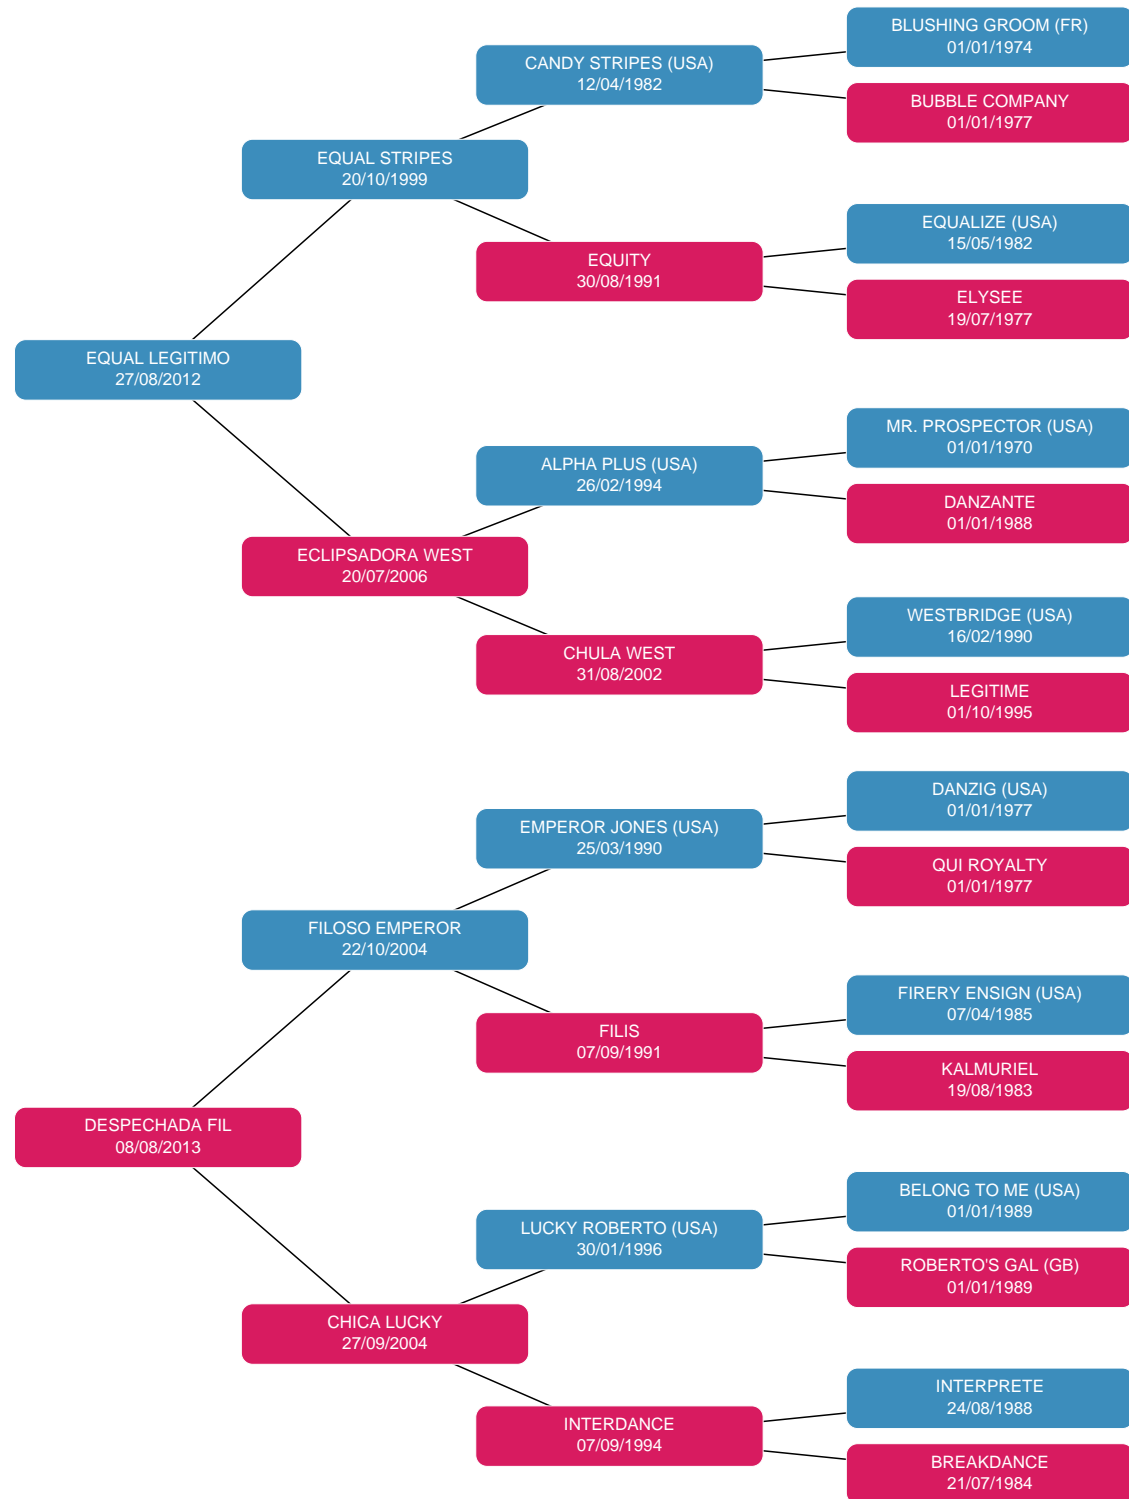 BLUSHING GROOM (FR)
01/01/1974
CANDY STRIPES (USA)
12/04/1982
BUBBLE COMPANY
01/01/1977
EQUAL STRIPES
20/10/1999
EQUALIZE (USA)
15/05/1982
EQUITY
30/08/1991
ELYSEE
19/07/1977
EQUAL LEGITIMO
27/08/2012
MR. PROSPECTOR (USA)
01/01/1970
ALPHA PLUS (USA)
26/02/1994
DANZANTE
01/01/1988
ECLIPSADORA WEST
20/07/2006
WESTBRIDGE (USA)
16/02/1990
CHULA WEST
31/08/2002
LEGITIME
01/10/1995
DANZIG (USA)
01/01/1977
EMPEROR JONES (USA)
25/03/1990
QUI ROYALTY
01/01/1977
FILOSO EMPEROR
22/10/2004
FIRERY ENSIGN (USA)
07/04/1985
FILIS
07/09/1991
KALMURIEL
19/08/1983
DESPECHADA FIL
08/08/2013
BELONG TO ME (USA)
01/01/1989
LUCKY ROBERTO (USA)
30/01/1996
ROBERTO'S GAL (GB)
01/01/1989
CHICA LUCKY
27/09/2004
INTERPRETE
24/08/1988
INTERDANCE
07/09/1994
BREAKDANCE
21/07/1984